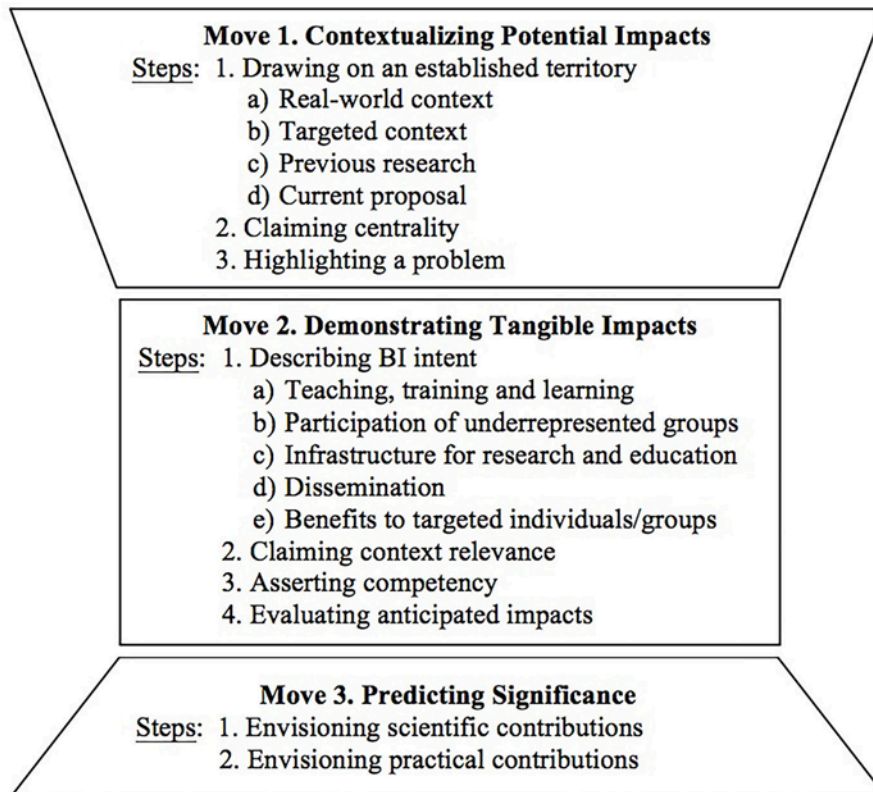 Move 1. Contextualizing Potential Impacts
Steps: 1. Drawing on an established territory
a) Real-world context
b) Targeted context
c) Previous research
d) Current proposal
2. Claiming centrality
3. Highlighting a problem
Move 2. Demonstrating Tangible Impacts
Steps: 1. Describing BI intent
a) Teaching, training and learning
b) Participation of underrepresented groups
c) Infrastructure for research and education
d) Dissemination
e) Benefits to targeted individuals/groups
2. Claiming context relevance
3. Asserting competency
4. Evaluating anticipated impacts
Move 3. Predicting Significance
Steps: 1. Envisioning scientific contributions
2. Envisioning practical contributions